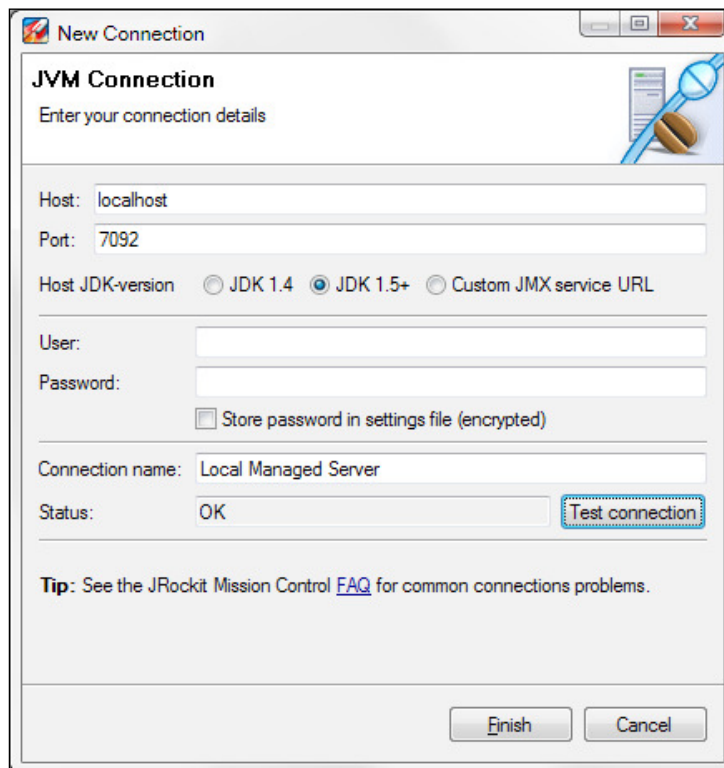 New Connection
JVM Connection
Enter your connection details
Host: localhost
Port: 7092
Host JDK-version JDK 1.4 JDK 1.5+ Custom JMX service URL
User:
Password:
Store password in settings file (encrypted)
Connection name: Local Managed Server
Status: OK Test connection
Tip: See the JRockit Mission Control FAQ for common connections problems.
Finish Cancel